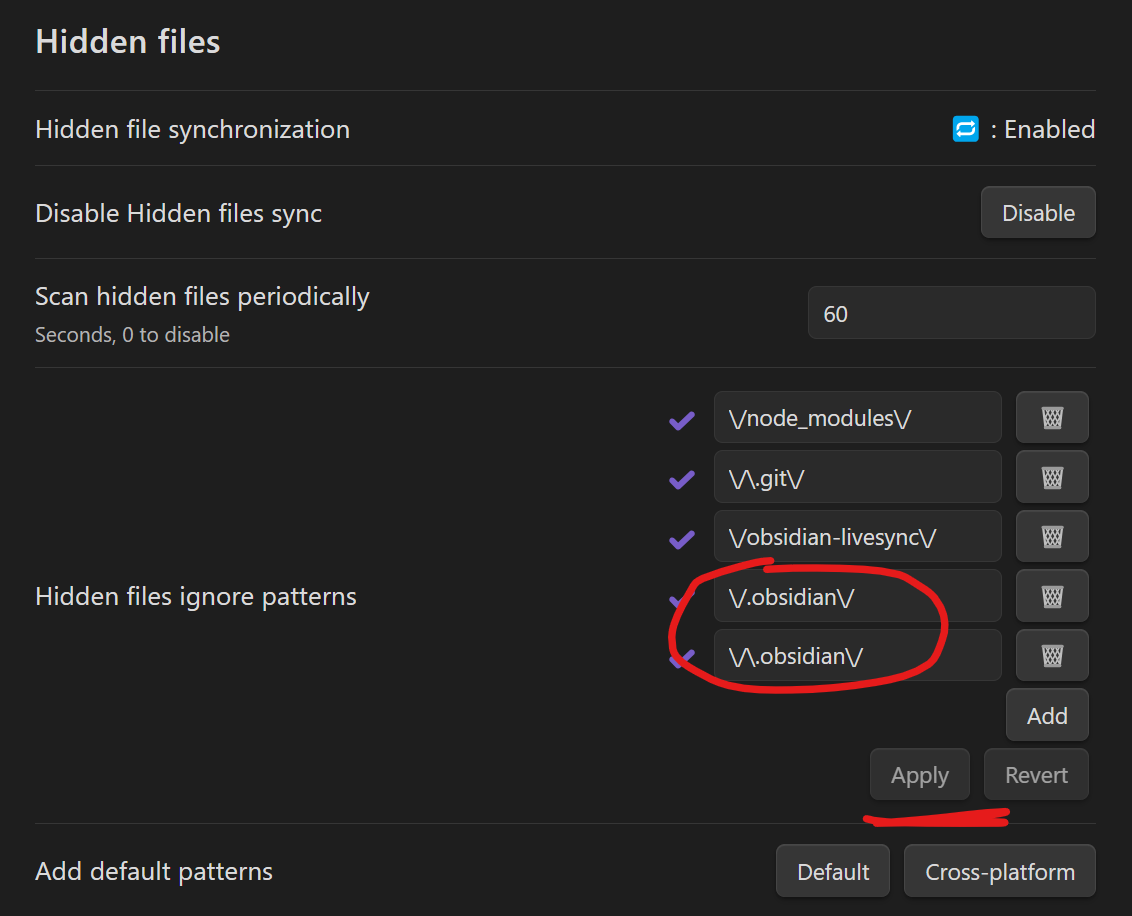 Hidden files
Hidden file synchronization
: Enabled
Disable Hidden files sync
Disable
Scan hidden files periodically
Seconds, 0 to disable
60
\/node_modules\/
\/\.git\/
\/obsidian-livesync\/
Hidden files ignore patterns
\/.obsidian\/
\/\.obsidian\/
Add
Apply
Revert
Add default patterns
Default
Cross-platform